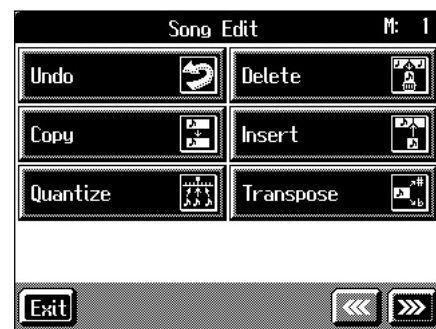 Song Edit M: 1
Undo Delete
Copy Insert
Quantize Transpose
Exit